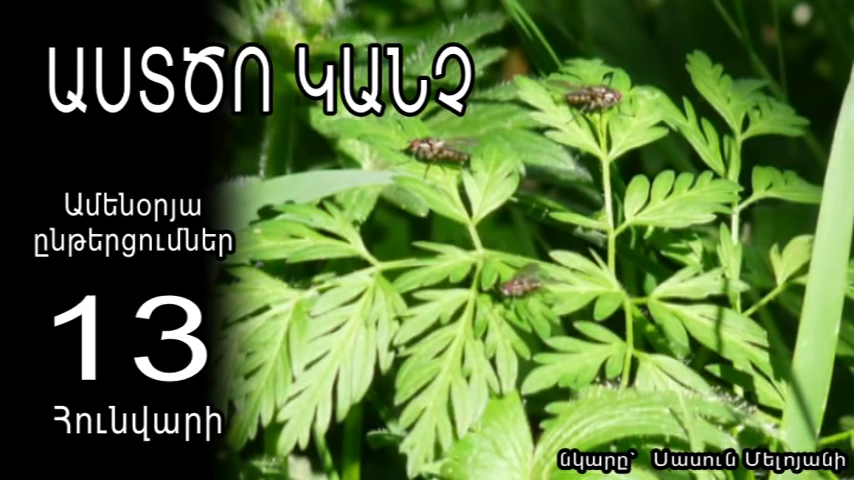 ԱՍՏԾՈ ԿԱՆՉ
Ամենօրյա
ընթերցումներ
13
Հունվարի
նկարը՝ Սասուն Մելոյանի